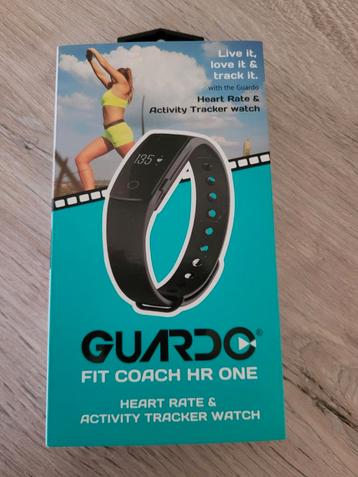 Live it,
love it &
track it.
with the Guardo
Heart Rate &
Activity Tracker watch
135
GUARDO®
FIT COACH HR ONE
HEART RATE &
ACTIVITY TRACKER WATCH